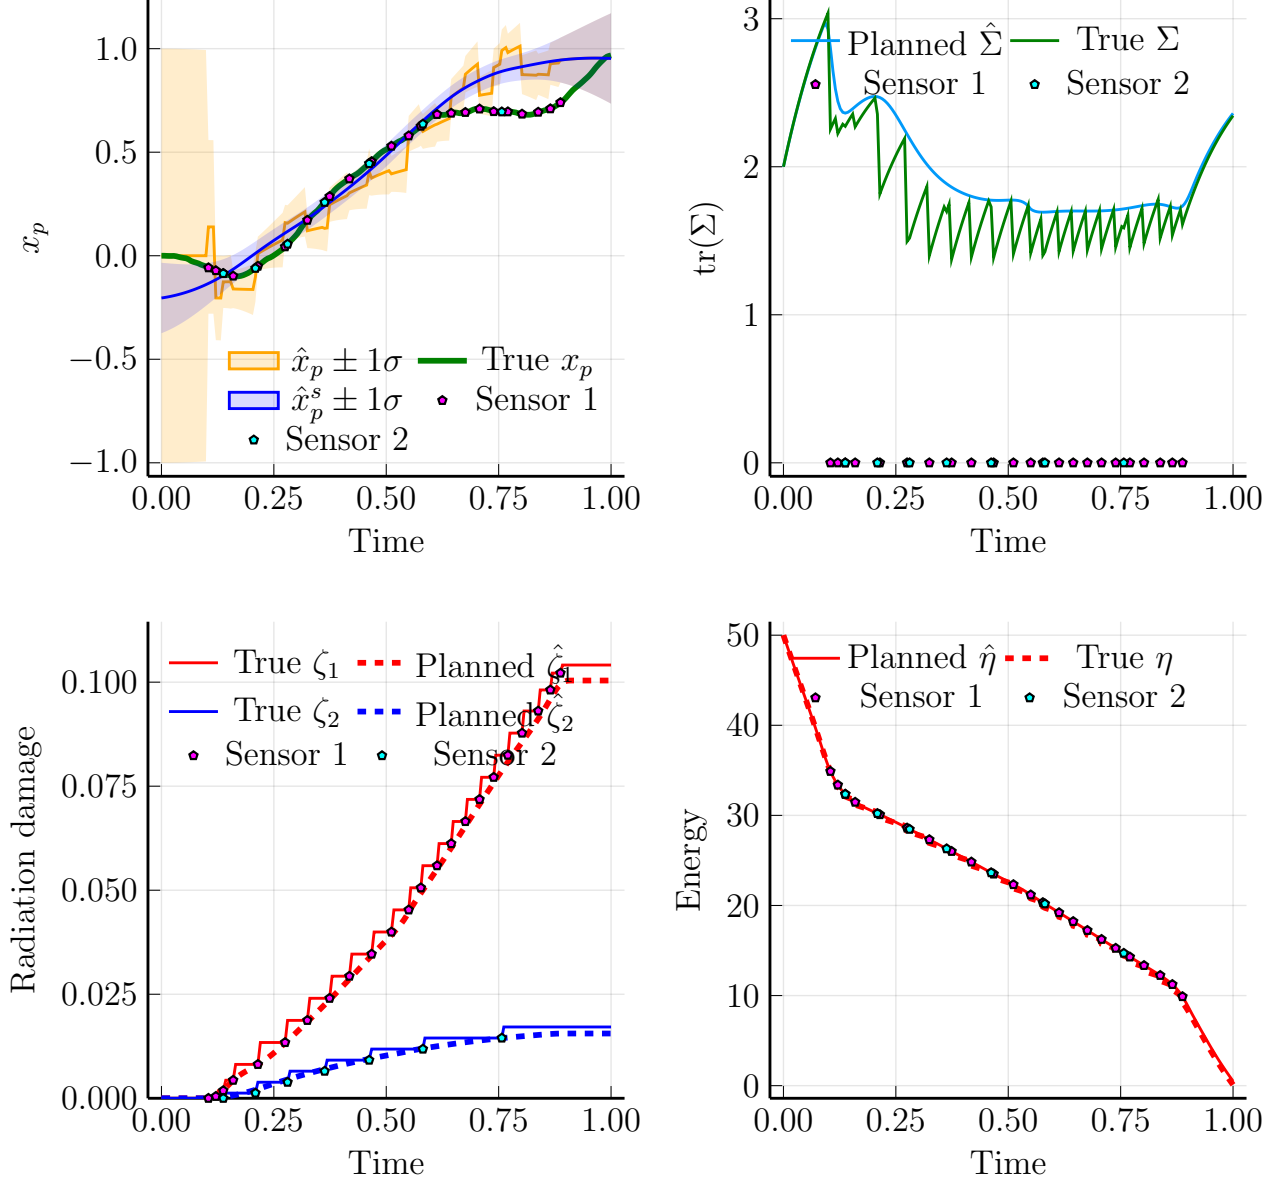 1.0
0.5
0.0
−0.5
−1.0
x_p
x̂_p ± 1σ
True x_p
x̂_p^s ± 1σ
Sensor 1
Sensor 2
0.00 0.25 0.50 0.75 1.00
Time
3
2
1
0
tr(Σ)
Planned Σ̂
True Σ
Sensor 1
Sensor 2
0.00 0.25 0.50 0.75 1.00
Time
0.100
0.075
0.050
0.025
0.000
Radiation damage
True ζ₁
Planned ζ̂₁
True ζ₂
Planned ζ̂₂
Sensor 1
Sensor 2
0.00 0.25 0.50 0.75 1.00
Time
50
40
30
20
10
0
Energy
Planned η̂
True η
Sensor 1
Sensor 2
0.00 0.25 0.50 0.75 1.00
Time